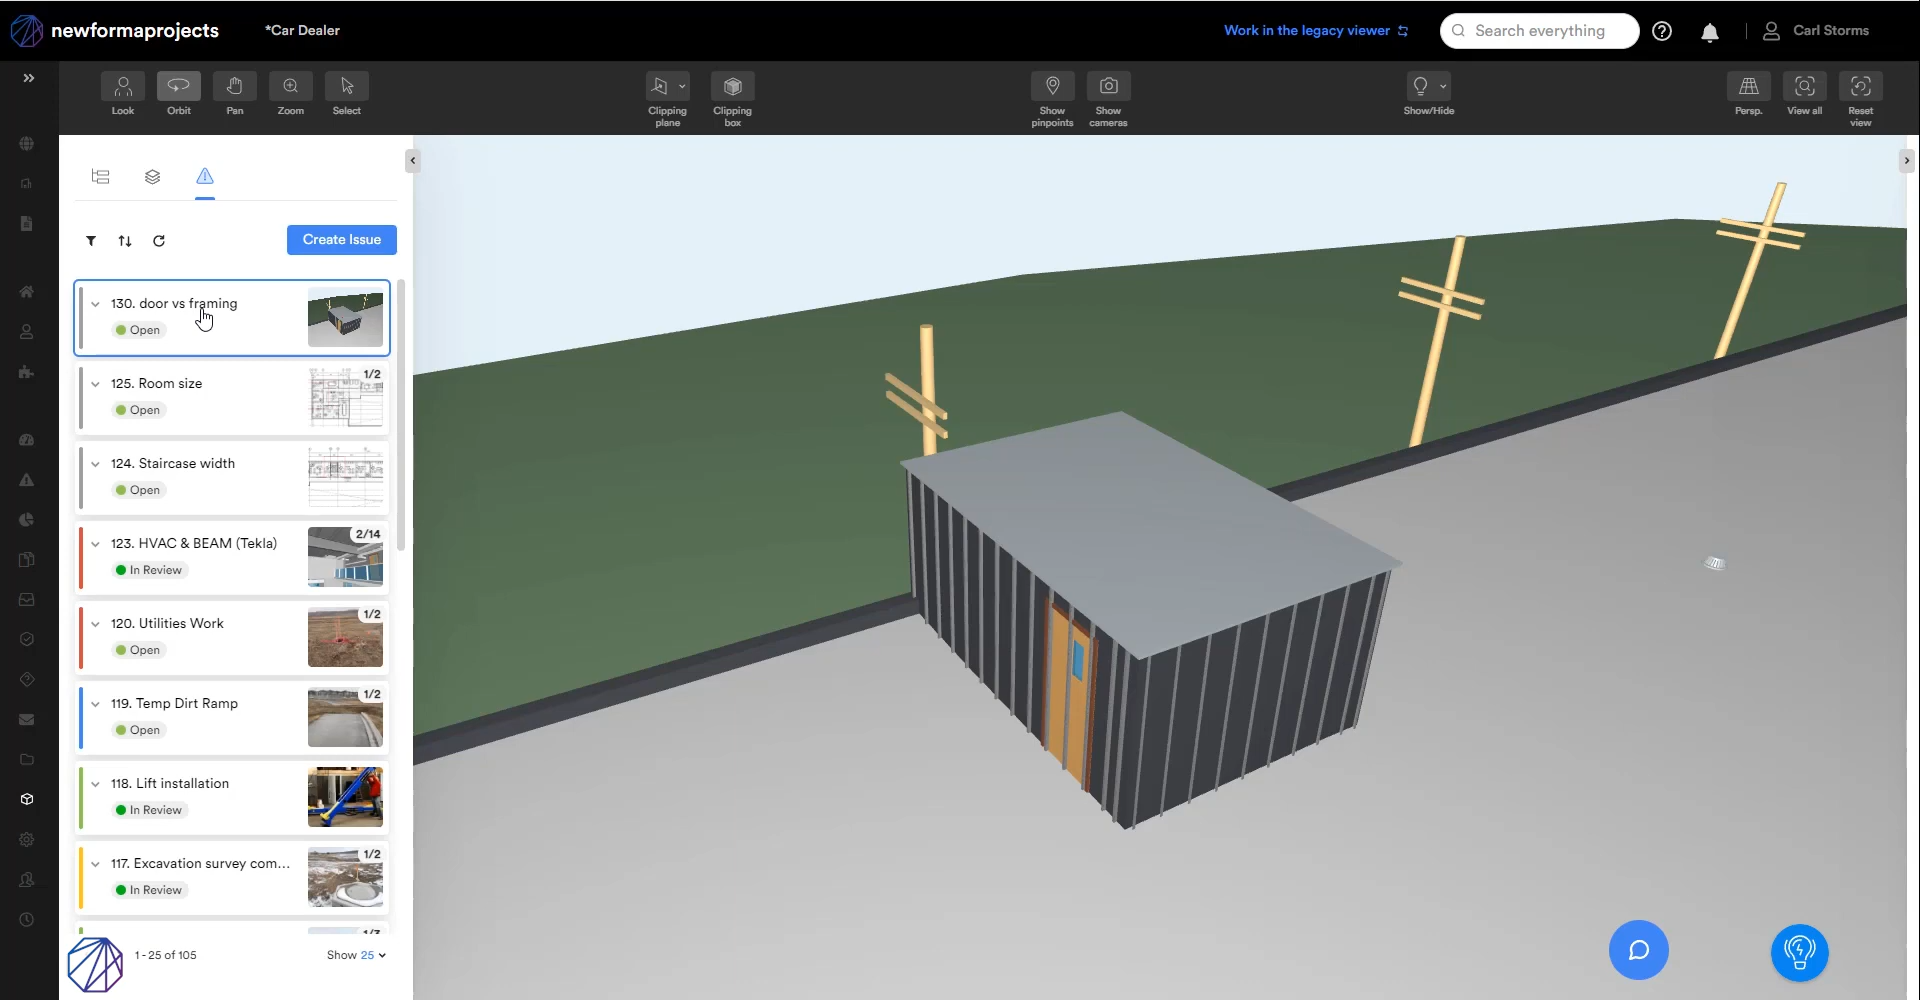 newformaprojects
*Car Dealer
Work in the legacy viewer
Search everything
Carl Storms
Look
Orbit
Pan
Zoom
Select
Clipping
plane
Clipping
box
Show
pinpoints
Show
cameras
Show/Hide
Persp.
View all
Reset
view
Create Issue
130. door vs framing
Open
125. Room size
Open
1/2
124. Staircase width
Open
123. HVAC & BEAM (Tekla)
In Review
2/14
120. Utilities Work
Open
1/2
119. Temp Dirt Ramp
Open
1/2
118. Lift installation
In Review
117. Excavation survey com...
In Review
1/2
1/3
1 - 25 of 105
Show 25